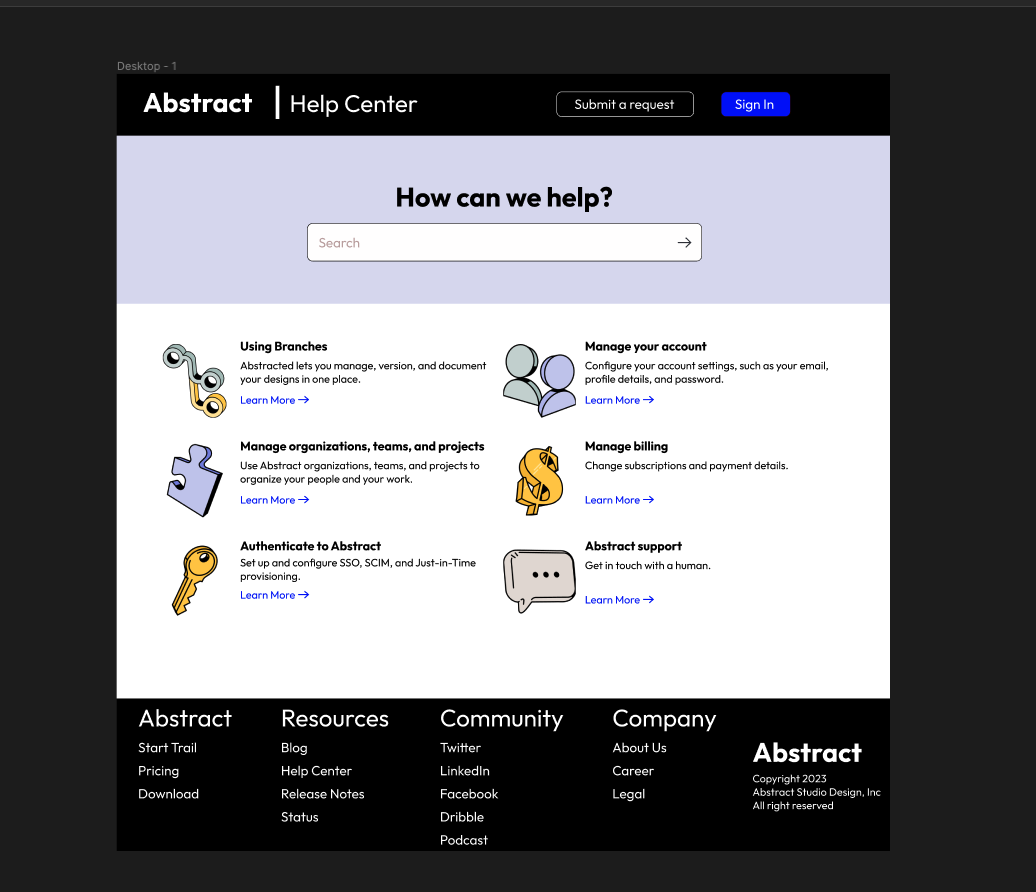 Desktop - 1
Abstract
Help Center
Submit a request
Sign In
How can we help?
Search
Using Branches
Abstracted lets you manage, version, and document
your designs in one place.
Learn More →
Manage your account
Configure your account settings, such as your email,
profile details, and password.
Learn More →
Manage organizations, teams, and projects
Use Abstract organizations, teams, and projects to
organize your people and your work.
Learn More →
Manage billing
Change subscriptions and payment details.
Learn More →
Authenticate to Abstract
Set up and configure SSO, SCIM, and Just-in-Time
provisioning.
Learn More →
Abstract support
Get in touch with a human.
Learn More →
Abstract
Start Trail
Pricing
Download
Resources
Blog
Help Center
Release Notes
Status
Community
Twitter
LinkedIn
Facebook
Dribble
Podcast
Company
About Us
Career
Legal
Abstract
Copyright 2023
Abstract Studio Design, Inc
All right reserved